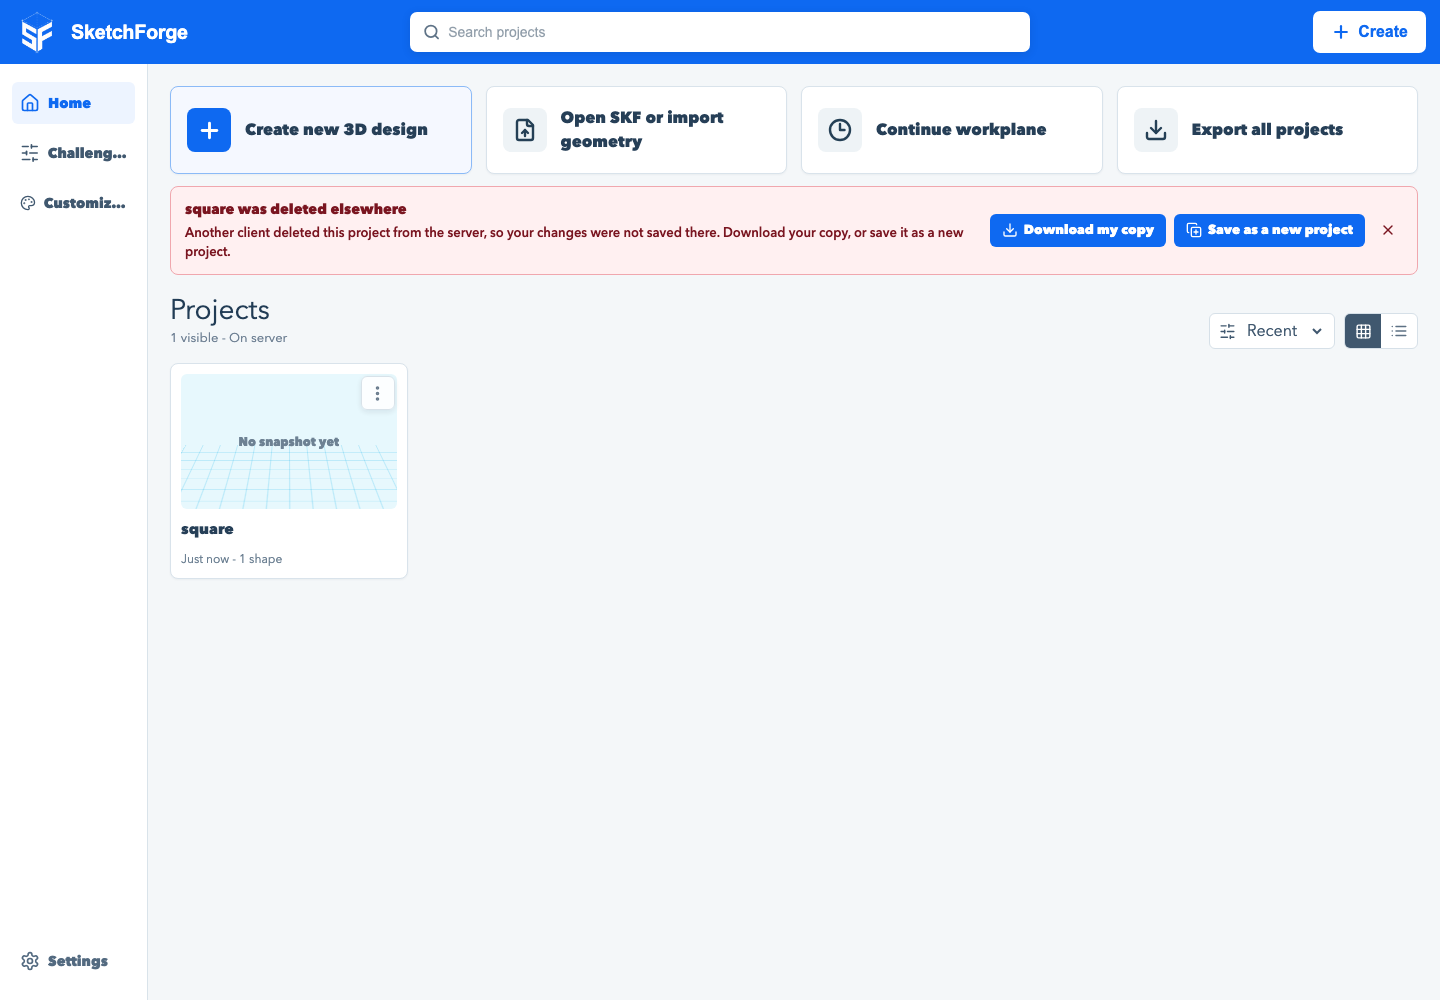 SketchForge
Search projects
Create
Home
Challeng...
Customiz...
Settings
Create new 3D design
Open SKF or import
geometry
Continue workplane
Export all projects
square was deleted elsewhere
Another client deleted this project from the server, so your changes were not saved there. Download your copy, or save it as a new
project.
Download my copy
Save as a new project
Projects
1 visible - On server
Recent
No snapshot yet
square
Just now - 1 shape